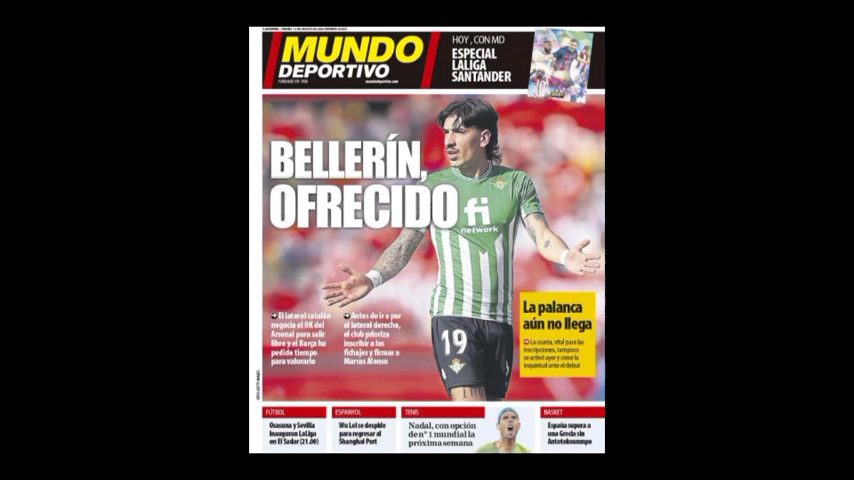 MUNDO
DEPORTIVO
FUNDADO EN 1906
mundodeportivo.com
HOY, CON MD
ESPECIAL
LALIGA
SANTANDER
BELLERÍN,
OFRECIDO
fi
network
19
El lateral catalán
negocia el OK del
Arsenal para salir
libre y el Barça ha
pedido tiempo
para valorarlo
Antes de ir a por
el lateral derecho,
el club prioriza
inscribir a los
fichajes y firmar a
Marcos Alonso
La palanca
aún no llega
La cuarta, vital para las
inscripciones, tampoco
se activó ayer y crece la
inquietud ante el debut
FÚTBOL
Osasuna y Sevilla
inauguran LaLiga
en El Sadar (21.00)
ESPANYOL
Wu Lei se despide
para regresar al
Shanghai Port
TENIS
Nadal, con opción
de nº 1 mundial la
próxima semana
BASKET
España supera a
una Grecia sin
Antetokounmpo